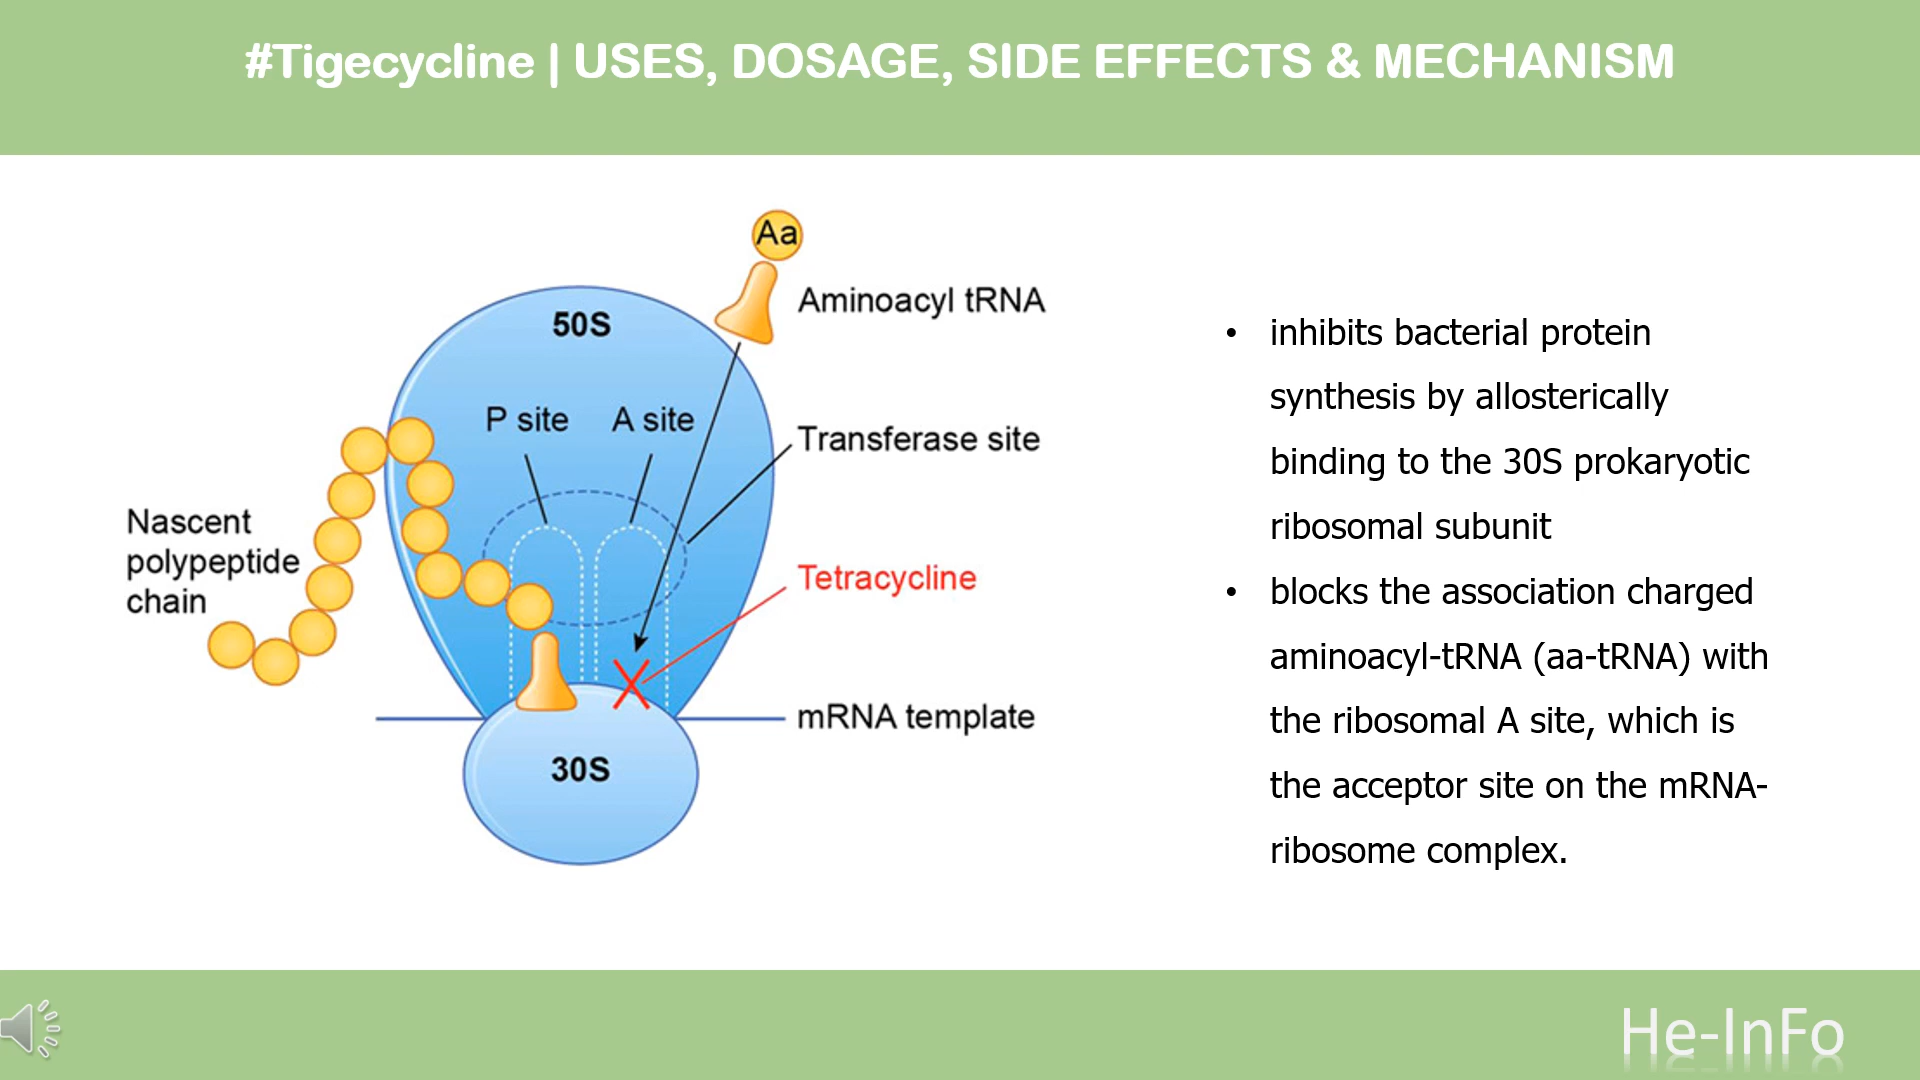 #Tigecycline | USES, DOSAGE, SIDE EFFECTS & MECHANISM
Aa
Aminoacyl tRNA
50S
P site
A site
Transferase site
Nascent
polypeptide
chain
Tetracycline
mRNA template
30S
• inhibits bacterial protein
synthesis by allosterically
binding to the 30S prokaryotic
ribosomal subunit
• blocks the association charged
aminoacyl-tRNA (aa-tRNA) with
the ribosomal A site, which is
the acceptor site on the mRNA-
ribosome complex.
He-InFo